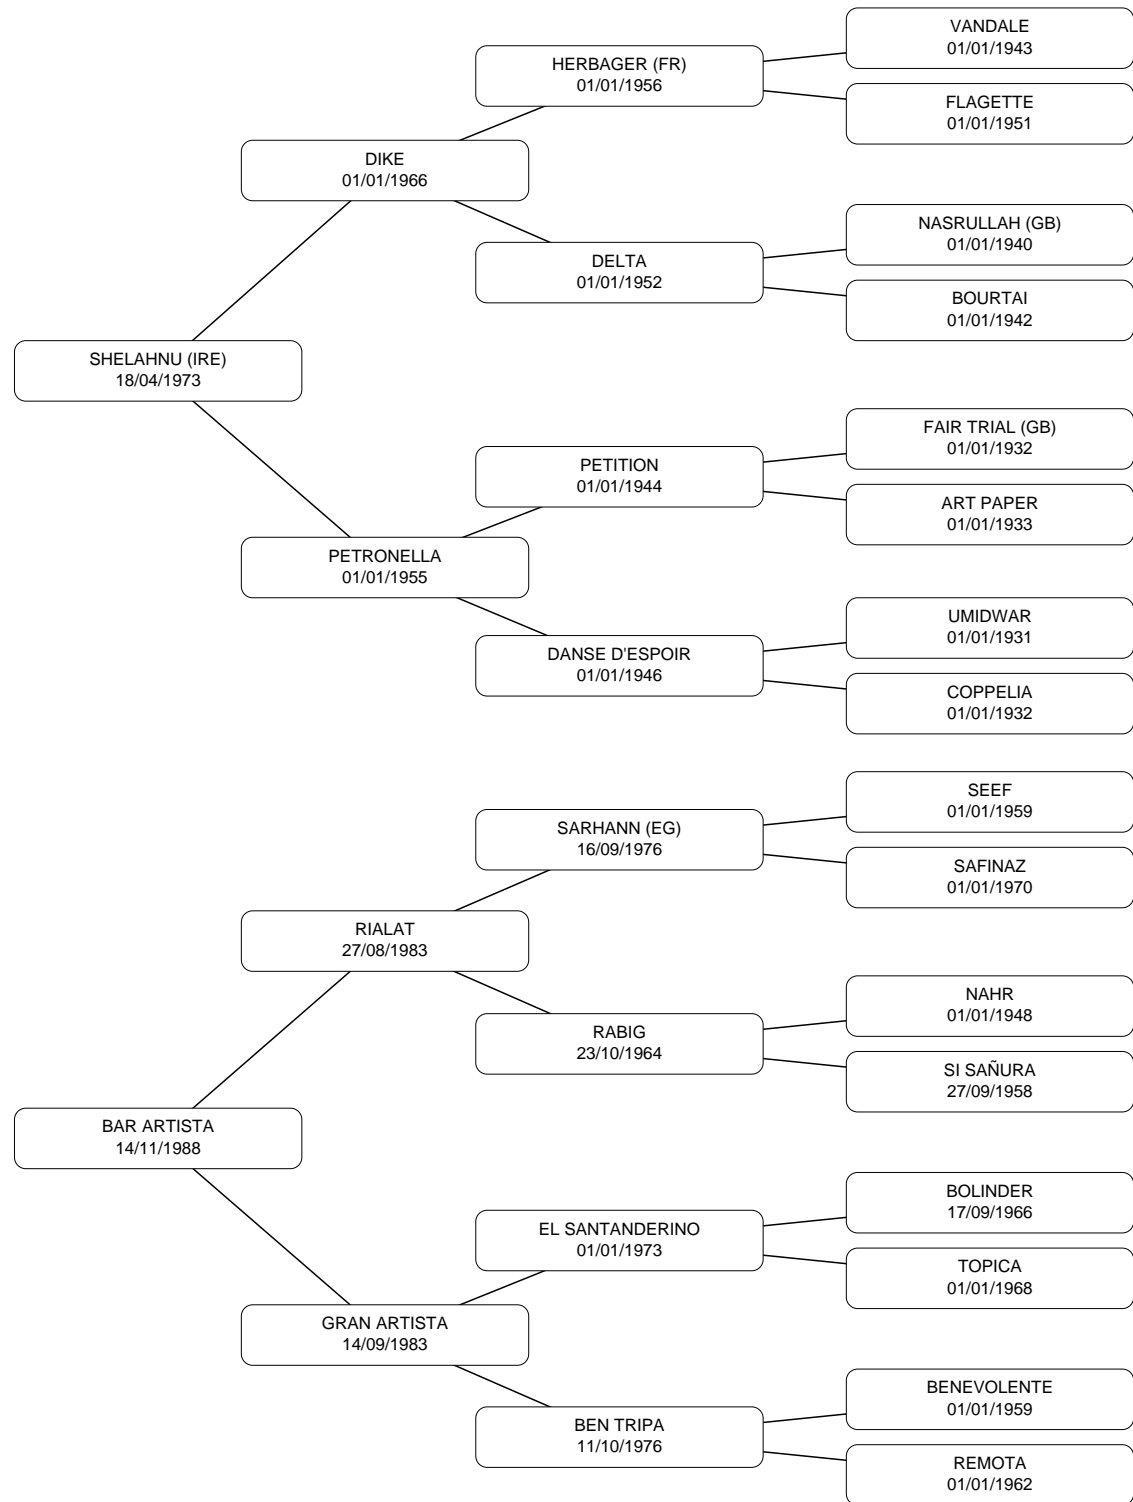 VANDALE
01/01/1943
HERBAGER (FR)
01/01/1956
FLAGETTE
01/01/1951
DIKE
01/01/1966
NASRULLAH (GB)
01/01/1940
DELTA
01/01/1952
BOURTAI
01/01/1942
SHELAHNU (IRE)
18/04/1973
FAIR TRIAL (GB)
01/01/1932
PETITION
01/01/1944
ART PAPER
01/01/1933
PETRONELLA
01/01/1955
UMIDWAR
01/01/1931
DANSE D'ESPOIR
01/01/1946
COPPELIA
01/01/1932
SEEF
01/01/1959
SARHANN (EG)
16/09/1976
SAFINAZ
01/01/1970
RIALAT
27/08/1983
NAHR
01/01/1948
RABIG
23/10/1964
SI SAÑURA
27/09/1958
BAR ARTISTA
14/11/1988
BOLINDER
17/09/1966
EL SANTANDERINO
01/01/1973
TOPICA
01/01/1968
GRAN ARTISTA
14/09/1983
BENEVOLENTE
01/01/1959
BEN TRIPA
11/10/1976
REMOTA
01/01/1962